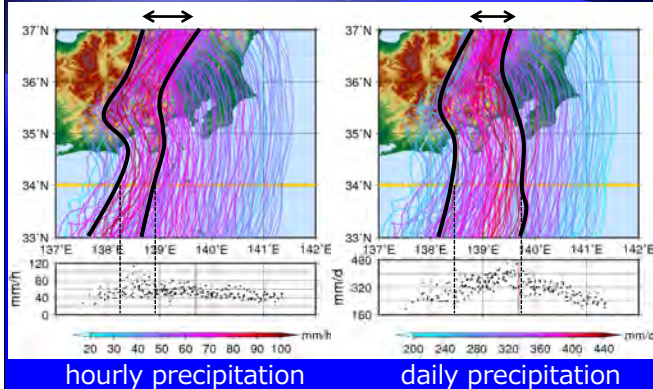 37˚N
36˚N
35˚N
34˚N
33˚N
137˚E 138˚E 139˚E 140˚E 141˚E 142˚E
mm/h
120
80
40
0
mm/h
20 30 40 50 60 70 80 90 100
hourly precipitation
37˚N
36˚N
35˚N
34˚N
33˚N
137˚E 138˚E 139˚E 140˚E 141˚E 142˚E
mm/d
480
320
160
mm/d
200 240 280 320 360 400 440
daily precipitation